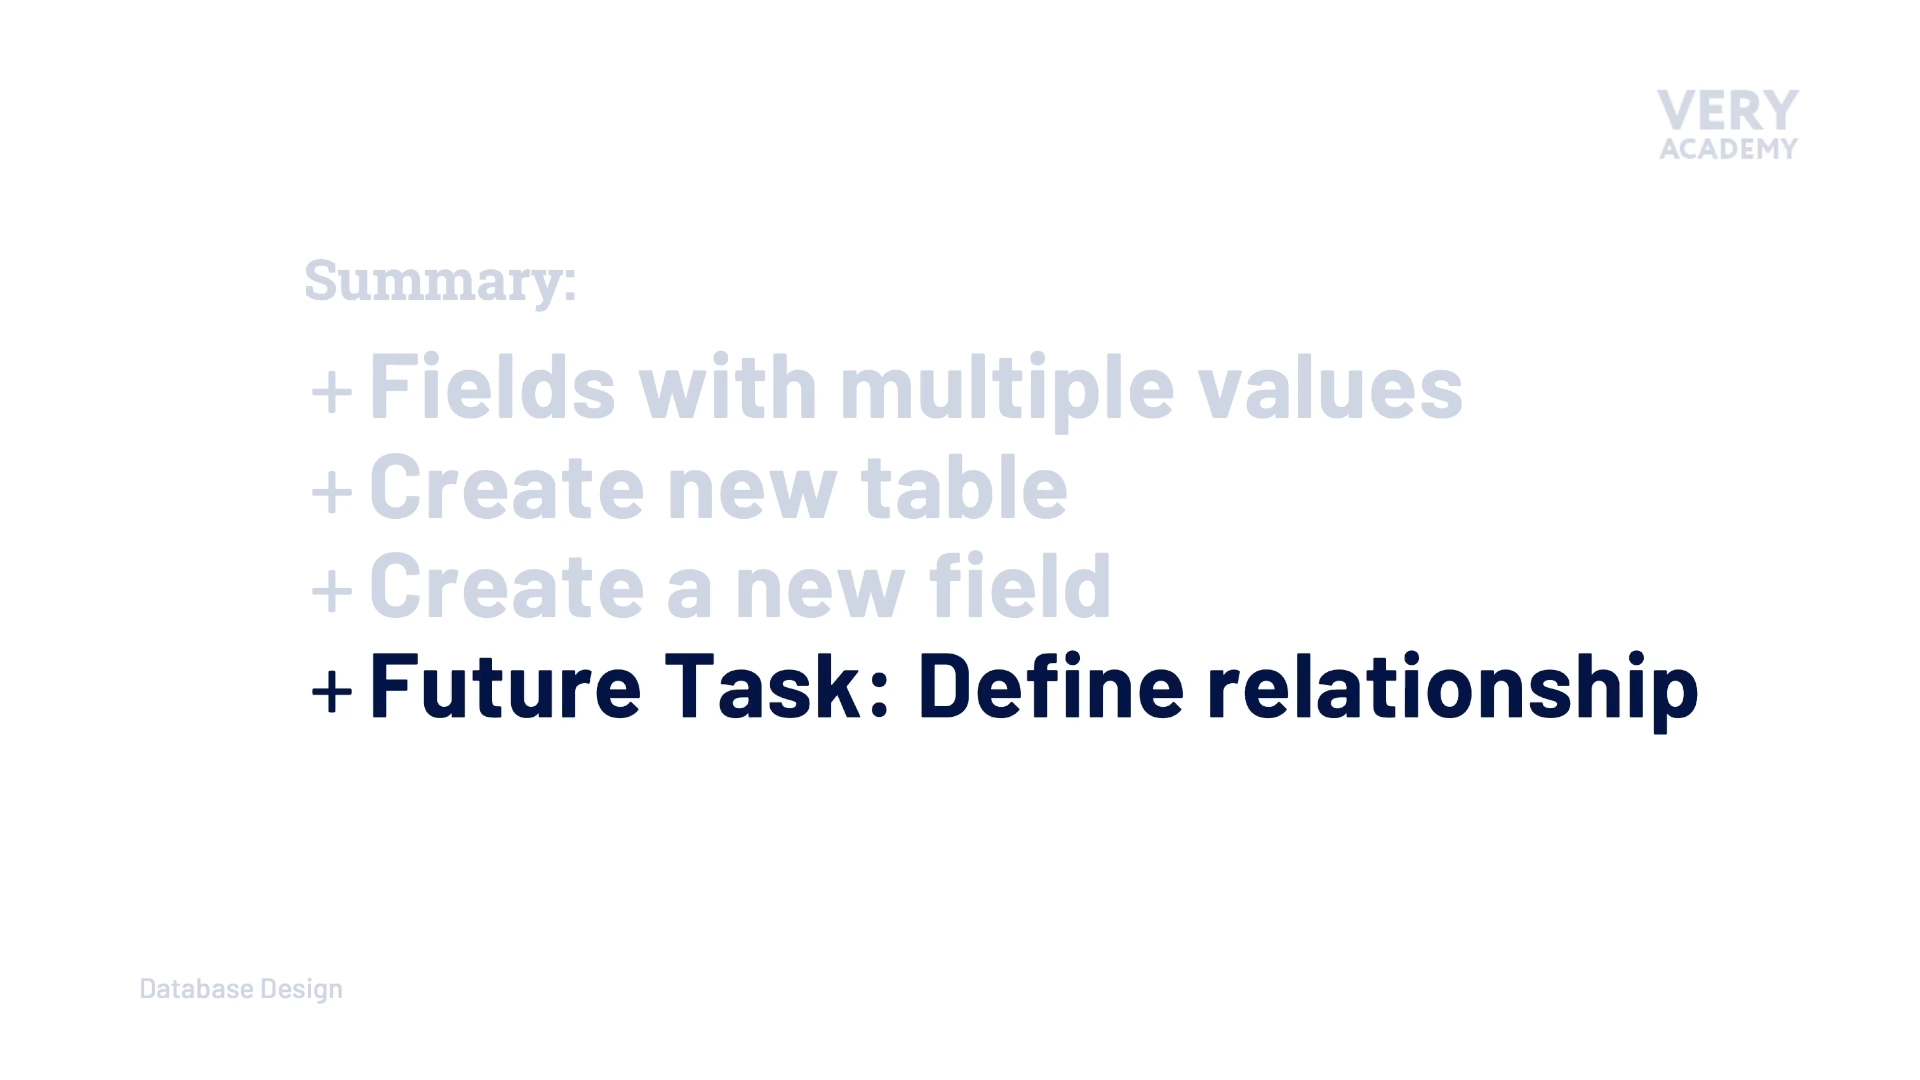 VERY
ACADEMY
Summary:
+ Fields with multiple values
+ Create new table
+ Create a new field
+ Future Task: Define relationship
Database Design